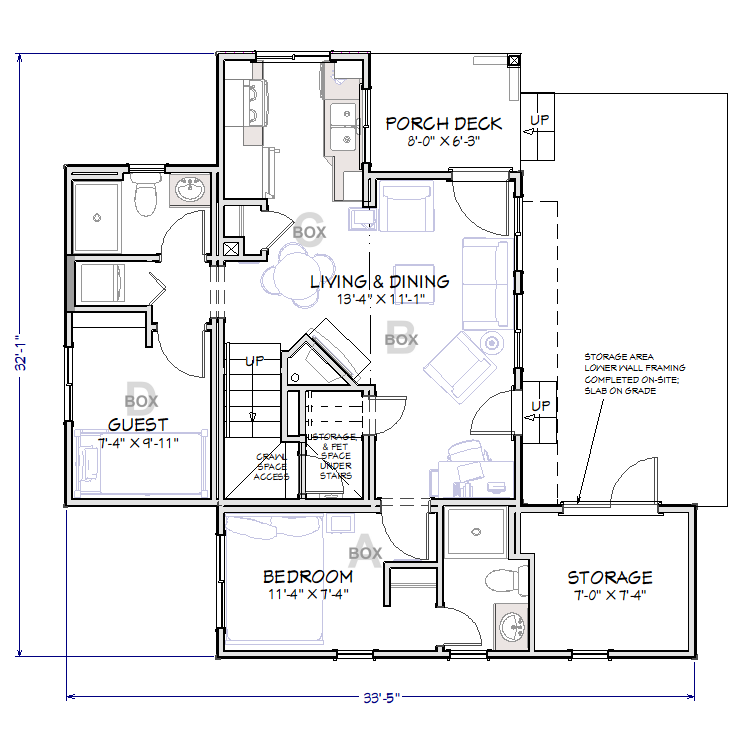 PORCH DECK
8'-0" X 6'-3"
UP
C
BOX
LIVING & DINING
13'-4" X 11'-1"
B
BOX
32'-1"
STORAGE AREA
LOWER WALL FRAMING
COMPLETED ON-SITE;
SLAB ON GRADE
UP
D
BOX
UP
GUEST
7'-4" X 9'-11"
STORAGE
& PET
SPACE
UNDER
STAIRS
CRAWL
SPACE
ACCESS
A
BOX
BEDROOM
11'-4" X 7'-4"
STORAGE
7'-0" X 7'-4"
33'-5"